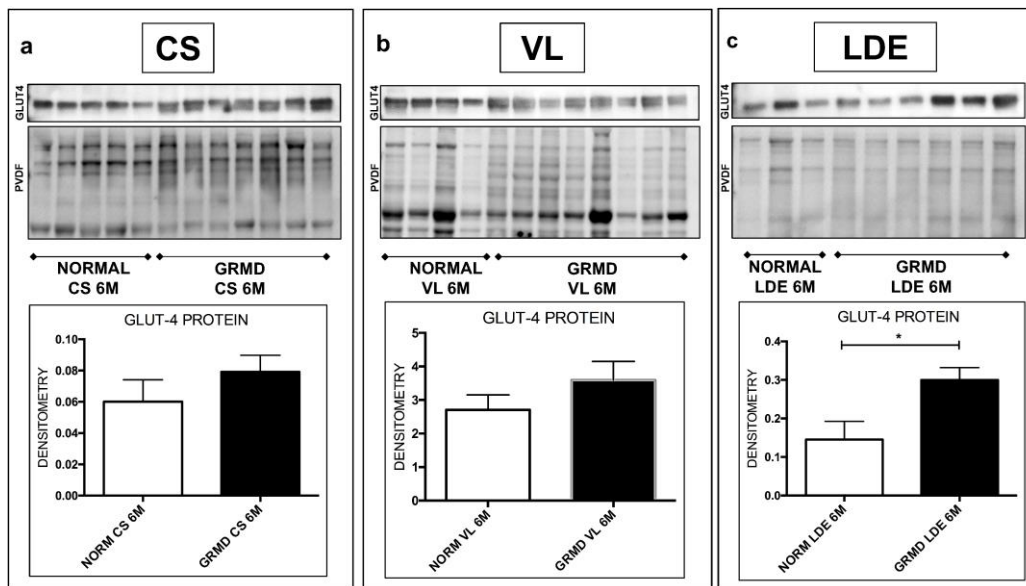 a
CS
GLUT4
PVDF
NORMAL
CS 6M
GRMD
CS 6M
GLUT-4 PROTEIN
DENSITOMETRY
0.10
0.08
0.06
0.04
0.02
0.00
NORM CS 6M
GRMD CS 6M
b
VL
GLUT4
PVDF
NORMAL
VL 6M
GRMD
VL 6M
GLUT-4 PROTEIN
DENSITOMETRY
5
4
3
2
1
0
NORM VL 6M
GRMD VL 6M
c
LDE
GLUT4
PVDF
NORMAL
LDE 6M
GRMD
LDE 6M
GLUT-4 PROTEIN
DENSITOMETRY
0.4
0.3
0.2
0.1
0.0
*
NORM LDE 6M
GRMD LDE 6M